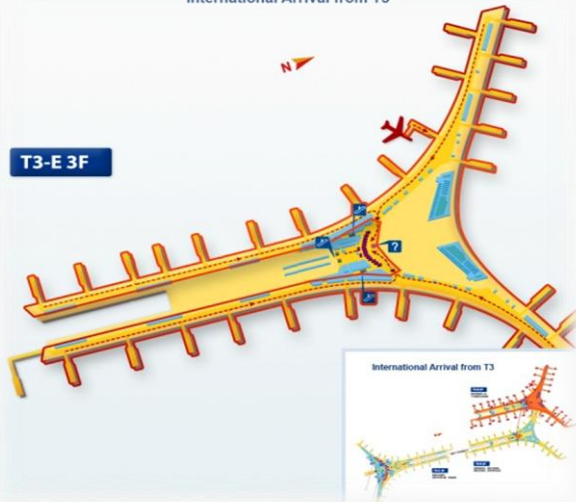 International Arrival from T3
N
T3-E 3F
?
International Arrival from T3